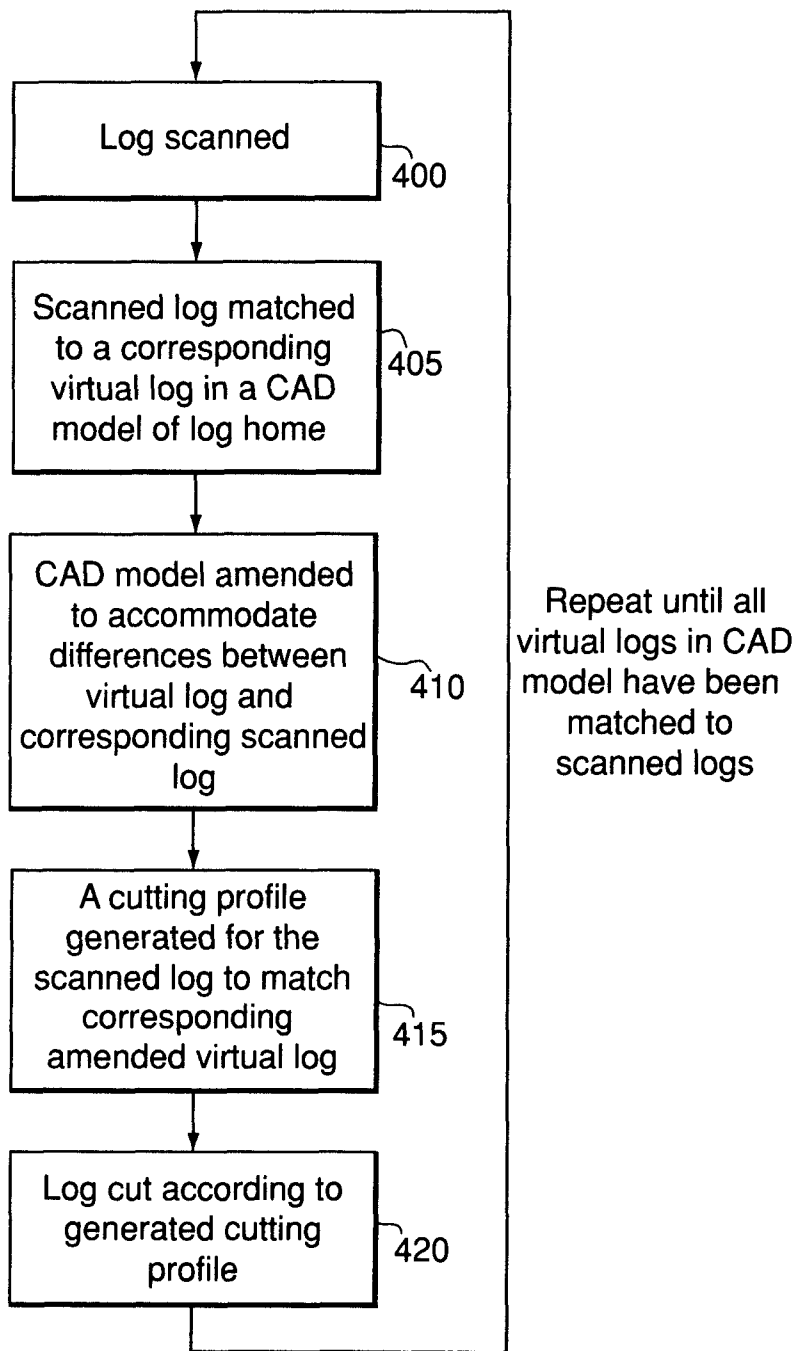 Log scanned
400
Scanned log matched
to a corresponding
virtual log in a CAD
model of log home
405
CAD model amended
to accommodate
differences between
virtual log and
corresponding scanned
log
410
Repeat until all
virtual logs in CAD
model have been
matched to
scanned logs
A cutting profile
generated for the
scanned log to match
corresponding
amended virtual log
415
Log cut according to
generated cutting
profile
420